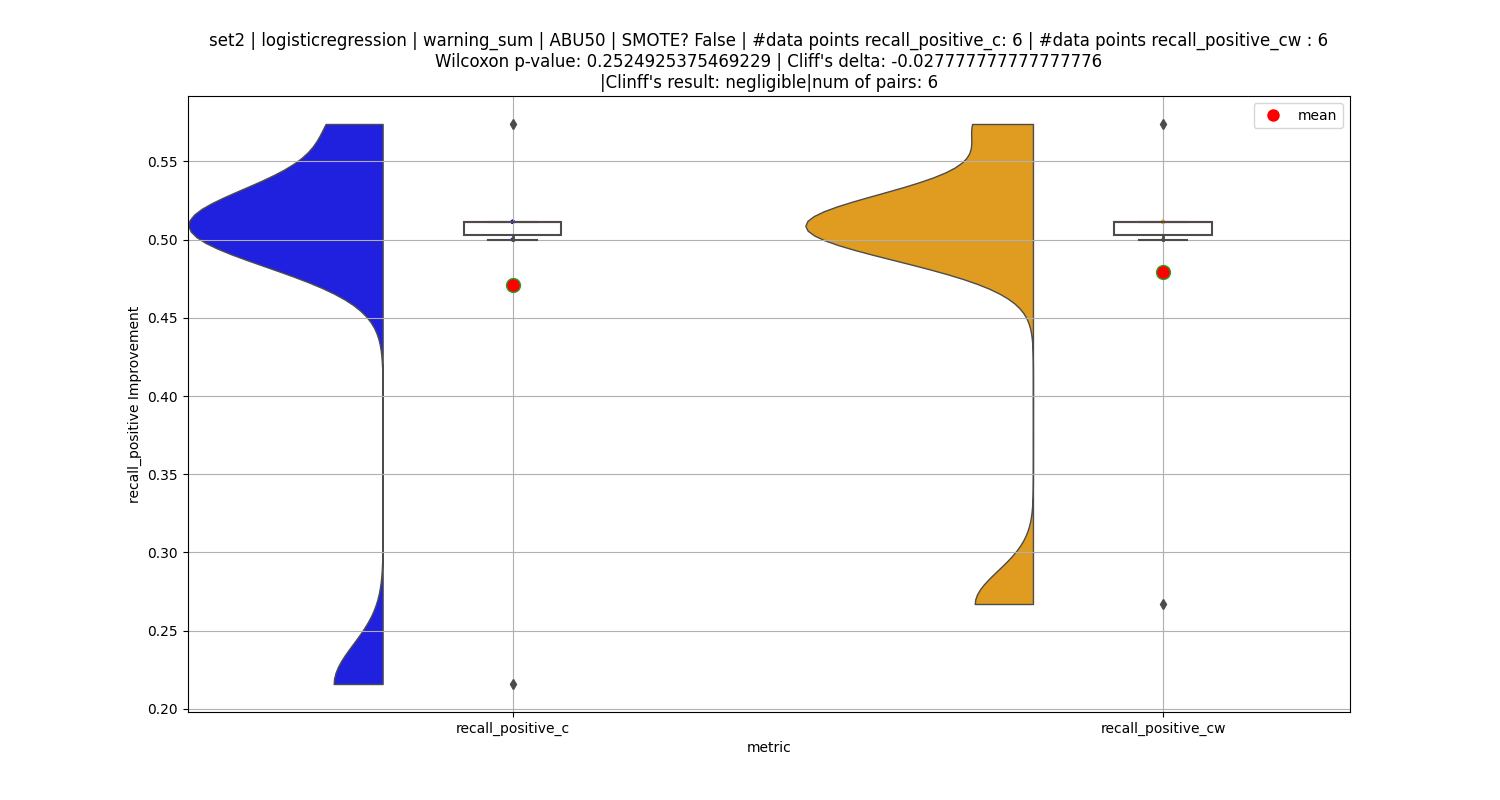 set2 | logisticregression | warning_sum | ABU50 | SMOTE? False | #data points recall_positive_c: 6 | #data points recall_positive_cw : 6
Wilcoxon p-value: 0.2524925375469229 | Cliff's delta: -0.027777777777777776
|Clinff's result: negligible|num of pairs: 6
mean
recall_positive Improvement
0.55
0.50
0.45
0.40
0.35
0.30
0.25
0.20
recall_positive_c
recall_positive_cw
metric